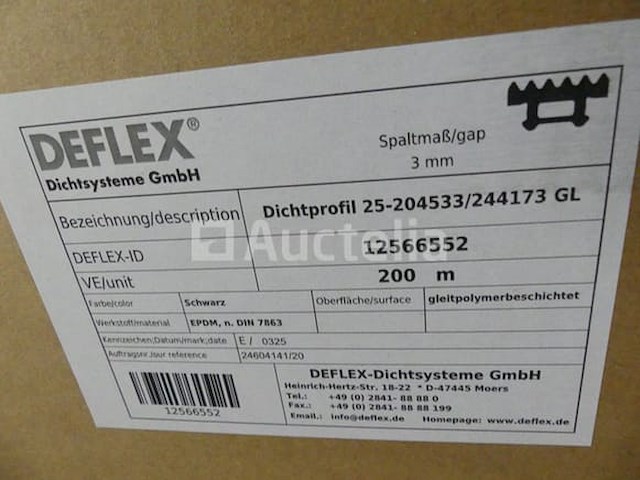 DEFLEX®
Dichtsysteme GmbH
Spaltmaß/gap
3 mm
Bezeichnung/description Dichtprofil 25-204533/244173 GL
DEFLEX-ID 12566552
VE/unit 200 m
Farbe/color Schwarz Oberfläche/surface gleitpolymerbeschichtet
Werkstoff/material EPDM, n. DIN 7863
Kennzeichen;Datum/mark;date E / 0325
Auftragsnr./our reference 24604141/20
12566552
DEFLEX-Dichtsysteme GmbH
Heinrich-Hertz-Str. 18-22 * D-47445 Moers
Tel.: +49 (0) 2841- 88 88 0
Fax.: +49 (0) 2841- 88 88 199
Email.: info@deflex.de Homepage.: www.deflex.de
Auctelia